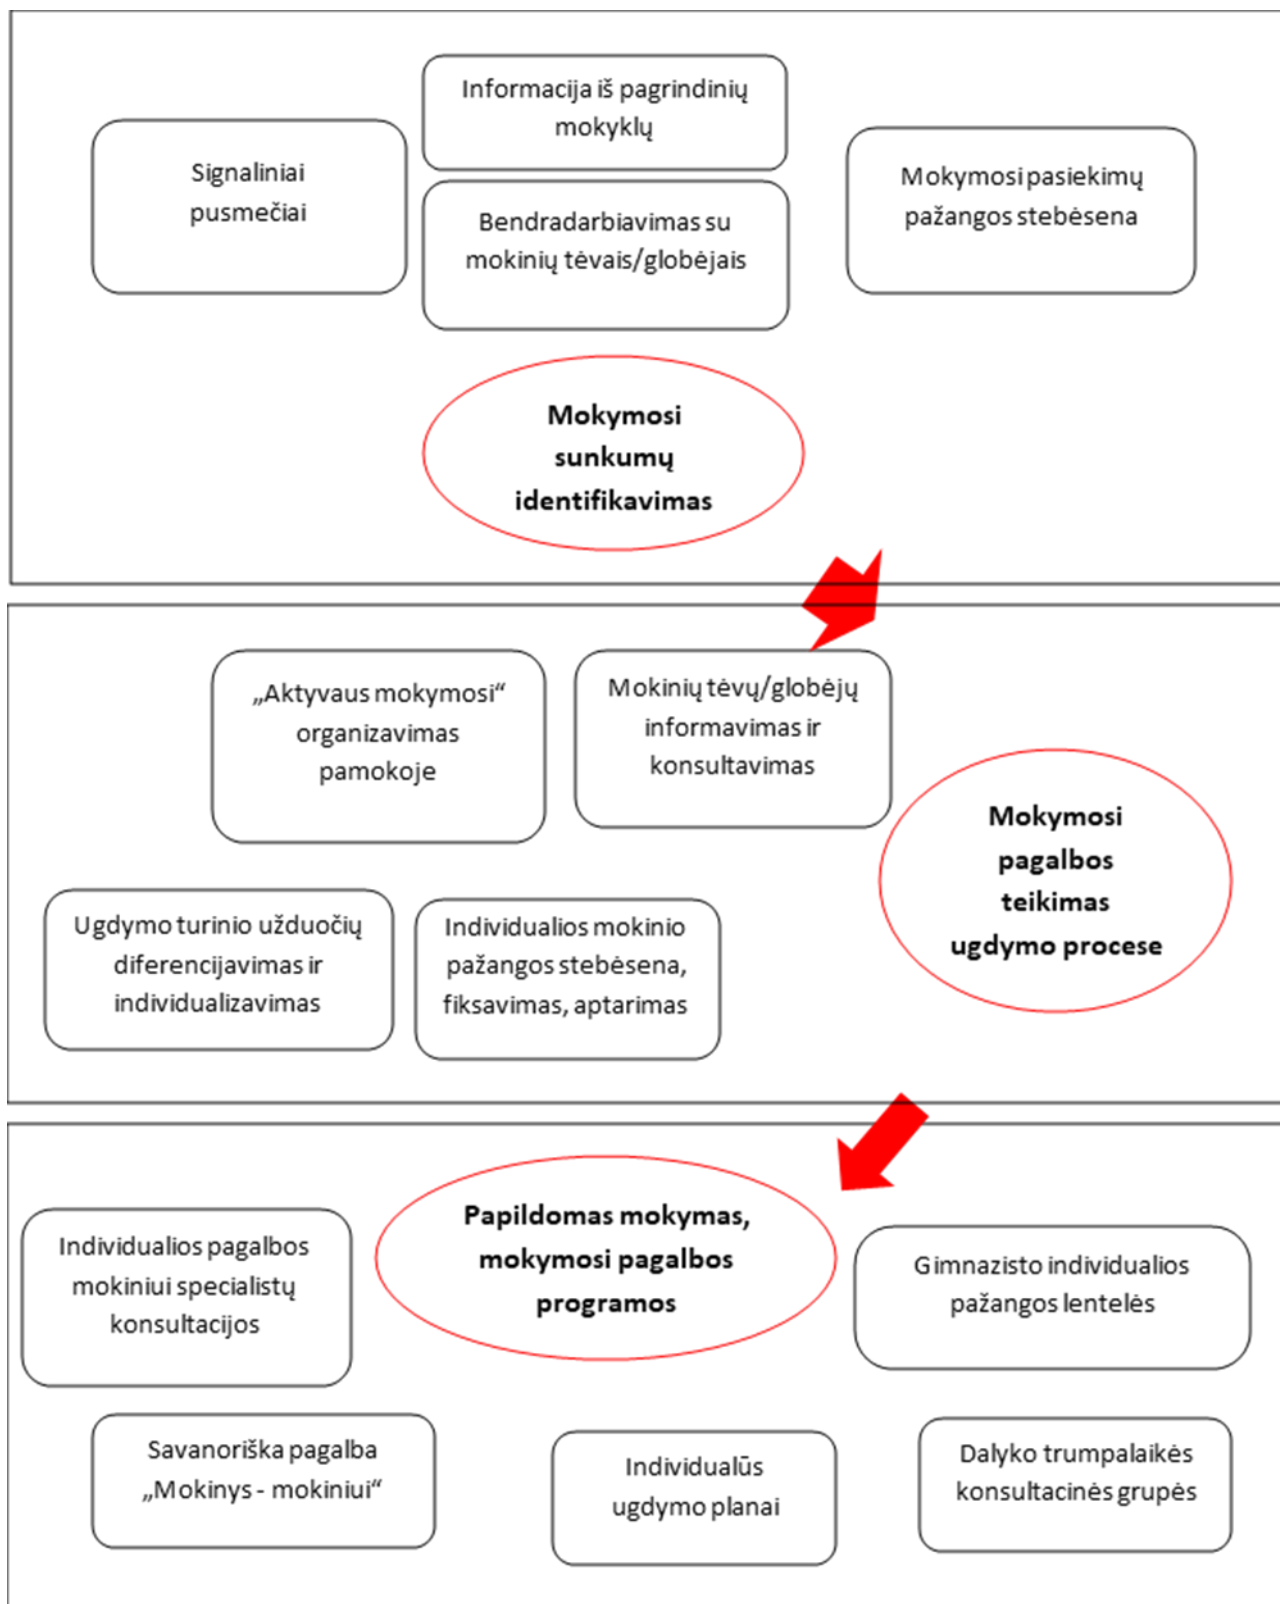 Informacija iš pagrindinių
mokyklų
Signaliniai
pusmečiai
Mokymosi pasiekimų
pažangos stebėsena
Bendradarbiavimas su
mokinių tėvais/globėjais
Mokymosi
sunkumų
identifikavimas
„Aktyvaus mokymosi“
organizavimas
pamokoje
Mokinių tėvų/globėjų
informavimas ir
konsultavimas
Mokymosi
pagalbos
teikimas
ugdymo procese
Ugdymo turinio užduočių
diferencijavimas ir
individualizavimas
Individualios mokinio
pažangos stebėsena,
fiksavimas, aptarimas
Papildomas mokymas,
mokymosi pagalbos
programos
Individualios pagalbos
mokiniui specialistų
konsultacijos
Gimnazisto individualios
pažangos lentelės
Savanoriška pagalba
„Mokinys - mokiniui“
Individualūs
ugdymo planai
Dalyko trumpalaikės
konsultacinės grupės